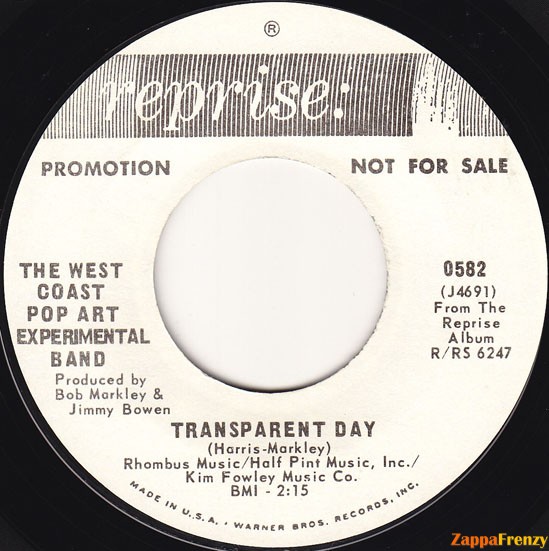 ®
reprise:
PROMOTION NOT FOR SALE
THE WEST
COAST
POP ART
EXPERIMENTAL
BAND
Produced by
Bob Markley &
Jimmy Bowen
0582
(J4691)
From The
Reprise
Album
R/RS 6247
TRANSPARENT DAY
(Harris-Markley)
Rhombus Music/Half Pint Music, Inc./
Kim Fowley Music Co.
BMI - 2:15
MADE IN U.S.A. • WARNER BROS. RECORDS, INC.
ZappaFrenzy